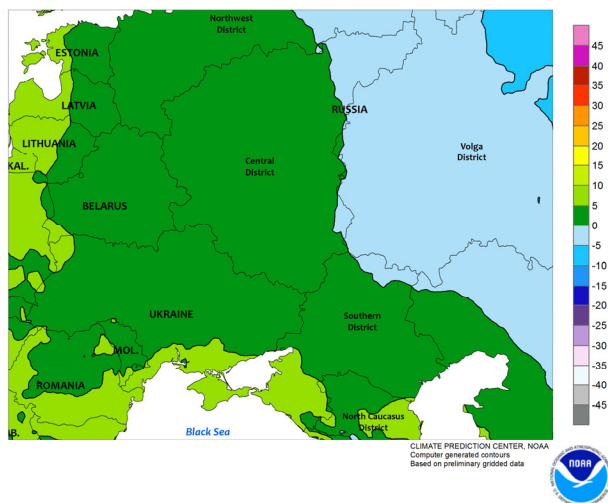 Northwest
District
ESTONIA
LATVIA
RUSSIA
LITHUANIA
KAL.
Central
District
Volga
District
BELARUS
UKRAINE
Southern
District
MOL.
ROMANIA
North Caucasus
District
B.
Black Sea
45
40
35
30
25
20
15
10
5
0
-5
-10
-15
-20
-25
-30
-35
-40
-45
CLIMATE PREDICTION CENTER, NOAA
Computer generated contours
Based on preliminary gridded data
NOAA